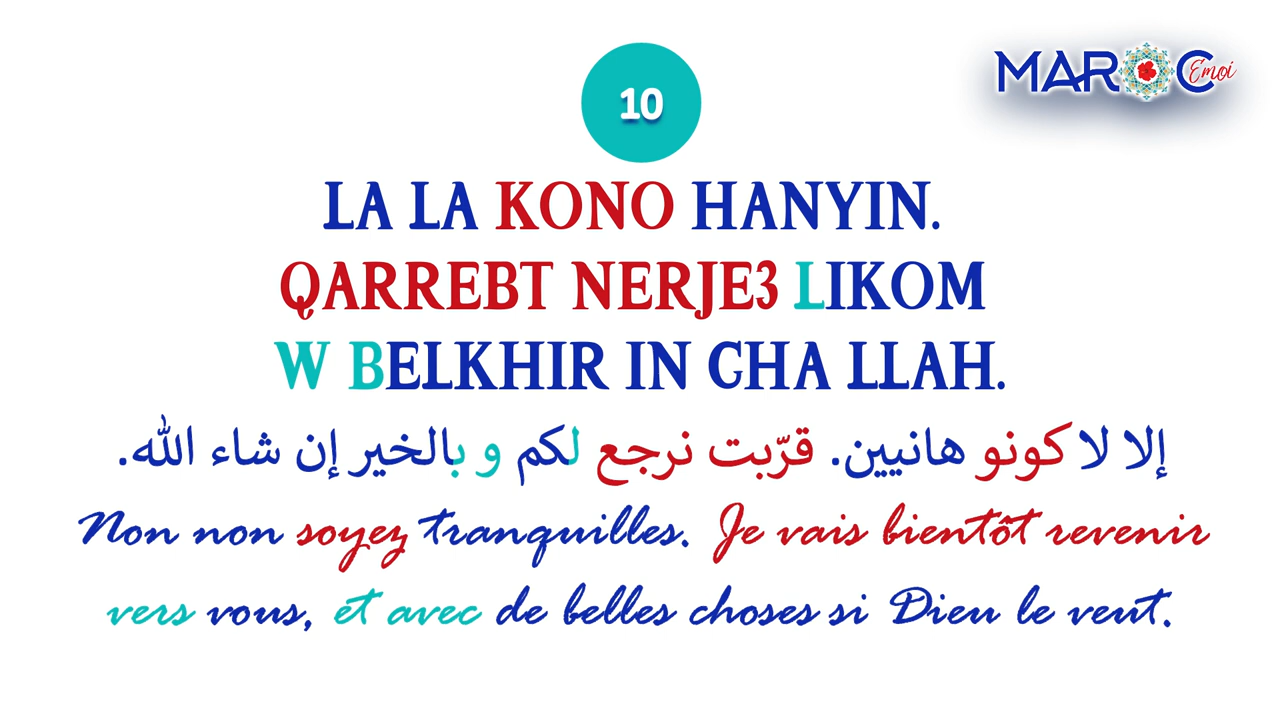 MAROC Emoi
10
LA LA KONO HANYIN.
QARREBT NERJE3 LIKOM
W BELKHIR IN CHA LLAH.
إلا لا كونو هانيين. قرّبت نرجع لكم و بالخير إن شاء الله.
Non non soyez tranquilles. Je vais bientôt revenir
vers vous, et avec de belles choses si Dieu le veut.